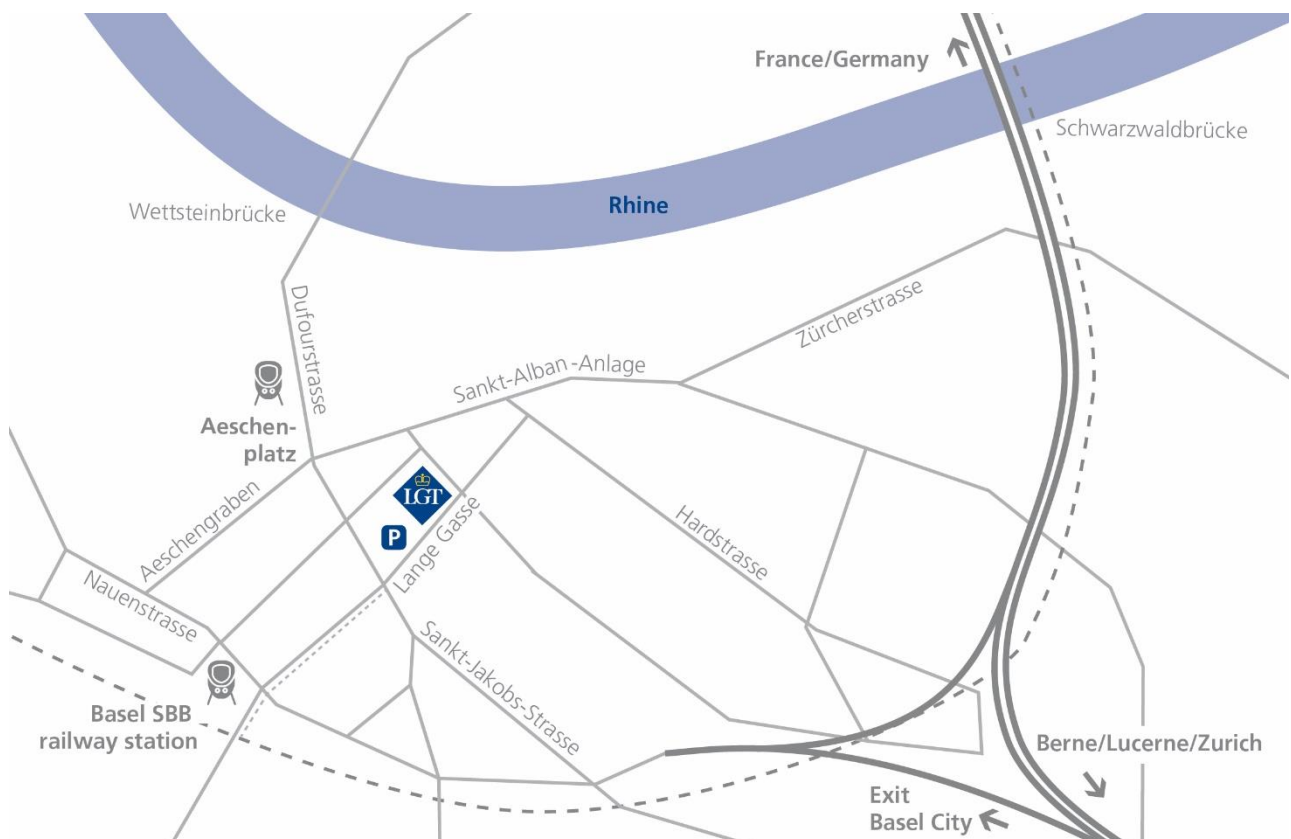 France/Germany
Schwarzwaldbrücke
Rhine
Wettsteinbrücke
Dufourstrasse
Zürcherstrasse
Sankt-Alban-Anlage
Aeschen-
platz
LGT
P
Aeschengraben
Lange Gasse
Hardstrasse
Nauenstrasse
Sankt-Jakobs-Strasse
Basel SBB
railway station
Berne/Lucerne/Zurich
Exit
Basel City